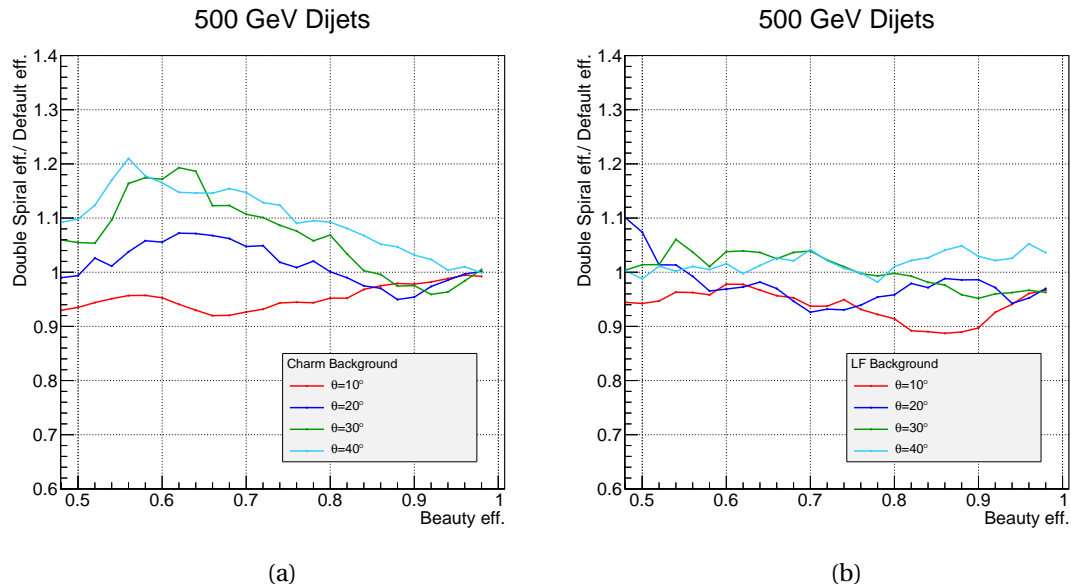 500 GeV Dijets
Double Spiral eff./ Default eff.
1.4
1.3
1.2
1.1
1
0.9
0.8
0.7
0.6
Charm Background
θ=10°
θ=20°
θ=30°
θ=40°
0.5 0.6 0.7 0.8 0.9 1
Beauty eff.
(a)
500 GeV Dijets
Double Spiral eff./ Default eff.
1.4
1.3
1.2
1.1
1
0.9
0.8
0.7
0.6
LF Background
θ=10°
θ=20°
θ=30°
θ=40°
0.5 0.6 0.7 0.8 0.9 1
Beauty eff.
(b)